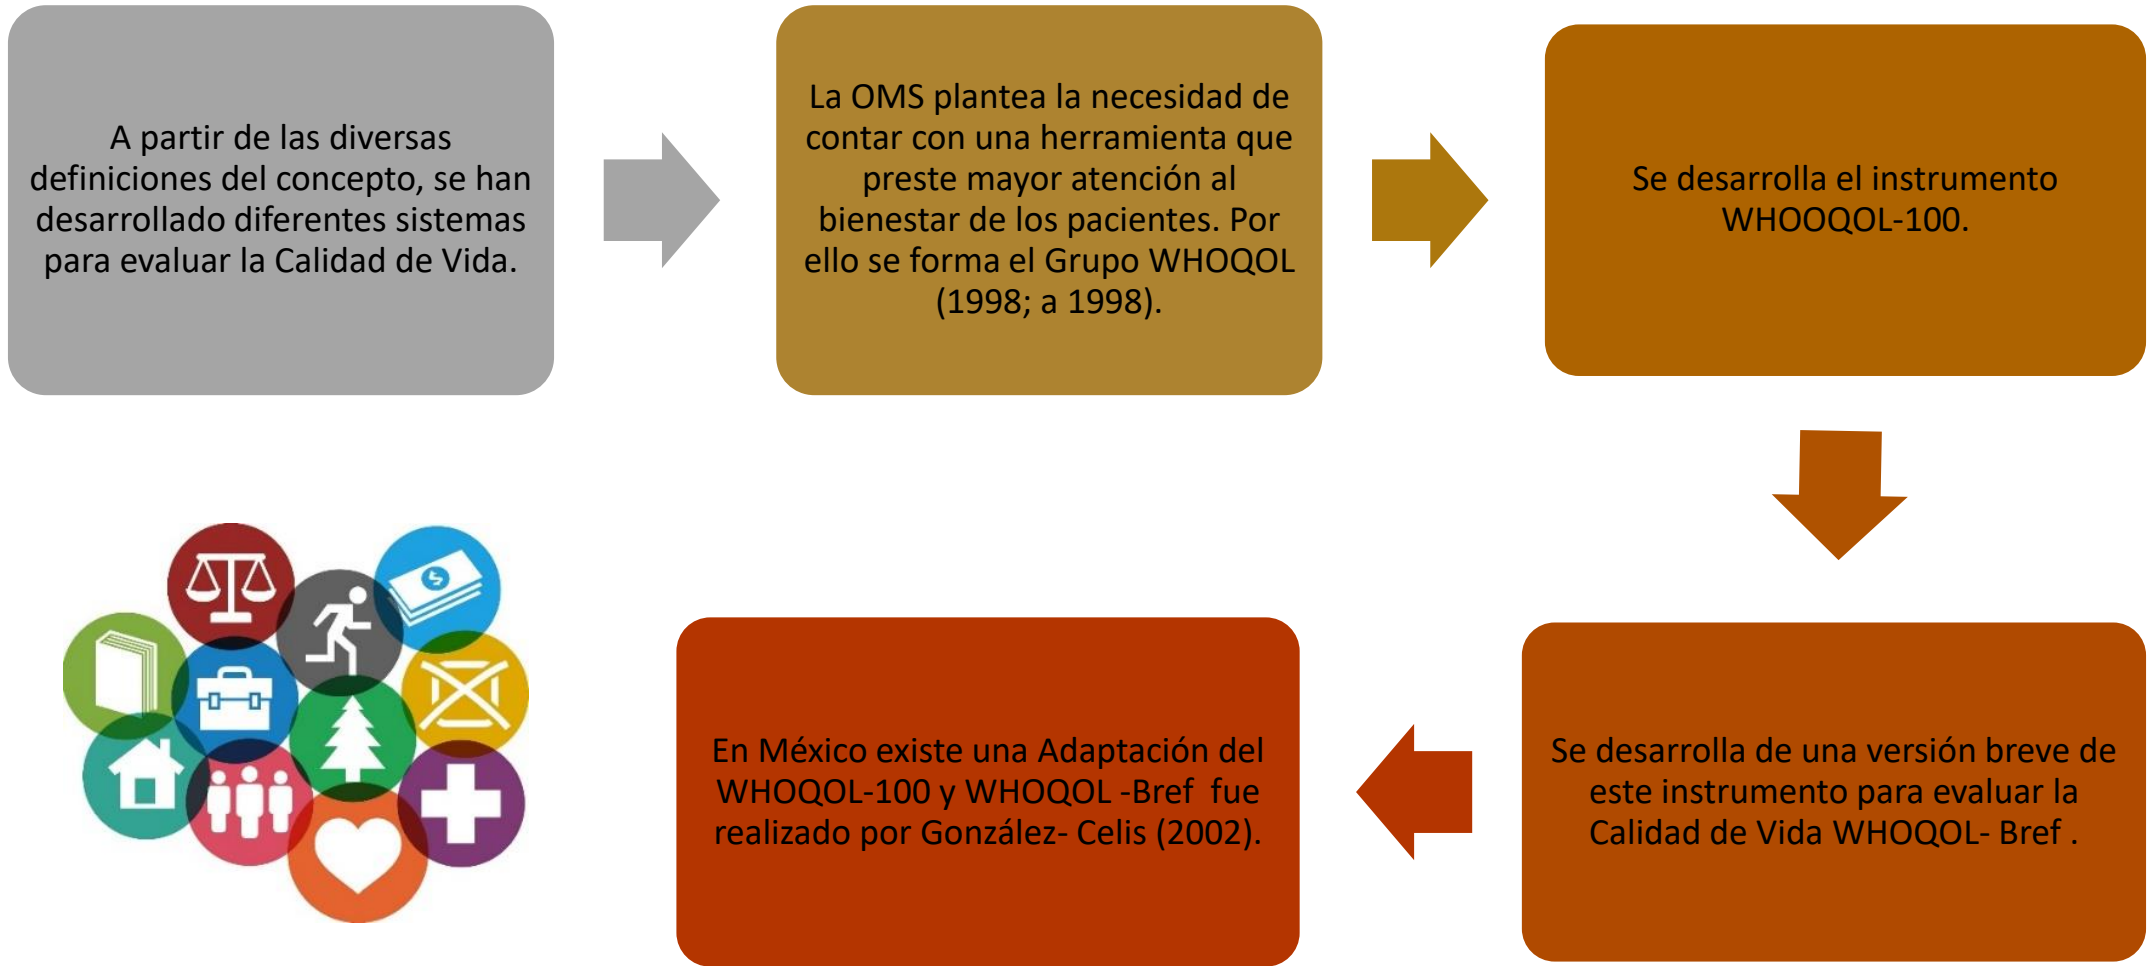 A partir de las diversas
definiciones del concepto, se han
desarrollado diferentes sistemas
para evaluar la Calidad de Vida.
La OMS plantea la necesidad de
contar con una herramienta que
preste mayor atención al
bienestar de los pacientes. Por
ello se forma el Grupo WHOQOL
(1998; a 1998).
Se desarrolla el instrumento
WHOOQOL-100.
Se desarrolla de una versión breve de
este instrumento para evaluar la
Calidad de Vida WHOQOL- Bref .
En México existe una Adaptación del
WHOQOL-100 y WHOQOL -Bref  fue
realizado por González- Celis (2002).